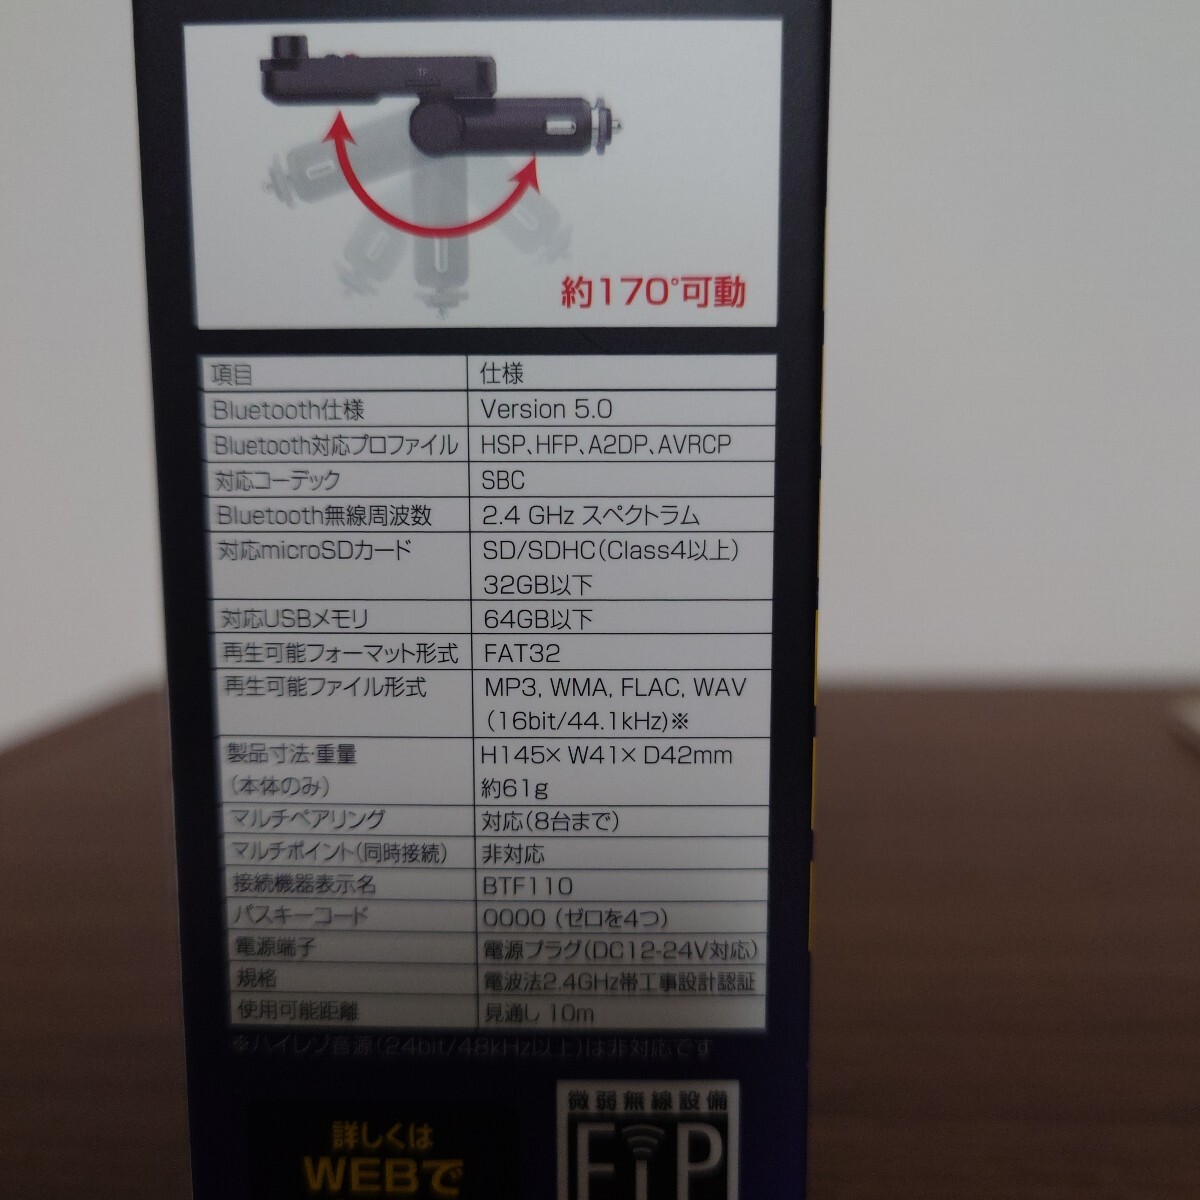 TF
約170°可動
項目 仕様
Bluetooth仕様 Version 5.0
Bluetooth対応プロファイル HSP、HFP、A2DP、AVRCP
対応コーデック SBC
Bluetooth無線周波数 2.4 GHz スペクトラム
対応microSDカード SD/SDHC(Class4以上)
32GB以下
対応USBメモリ 64GB以下
再生可能フォーマット形式 FAT32
再生可能ファイル形式 MP3, WMA, FLAC, WAV
(16bit/44.1kHz)※
製品寸法・重量 H145× W41× D42mm
(本体のみ) 約61g
マルチペアリング 対応(8台まで)
マルチポイント(同時接続) 非対応
接続機器表示名 BTF110
パスキーコード 0000 (ゼロを4つ)
電源端子 電源プラグ(DC12-24V対応)
規格 電波法2.4GHz帯工事設計認証
使用可能距離 見通し 10m
※ハイレゾ音源(24bit/48kHz以上)は非対応です
微弱無線設備
FiP
詳しくは
WEBで